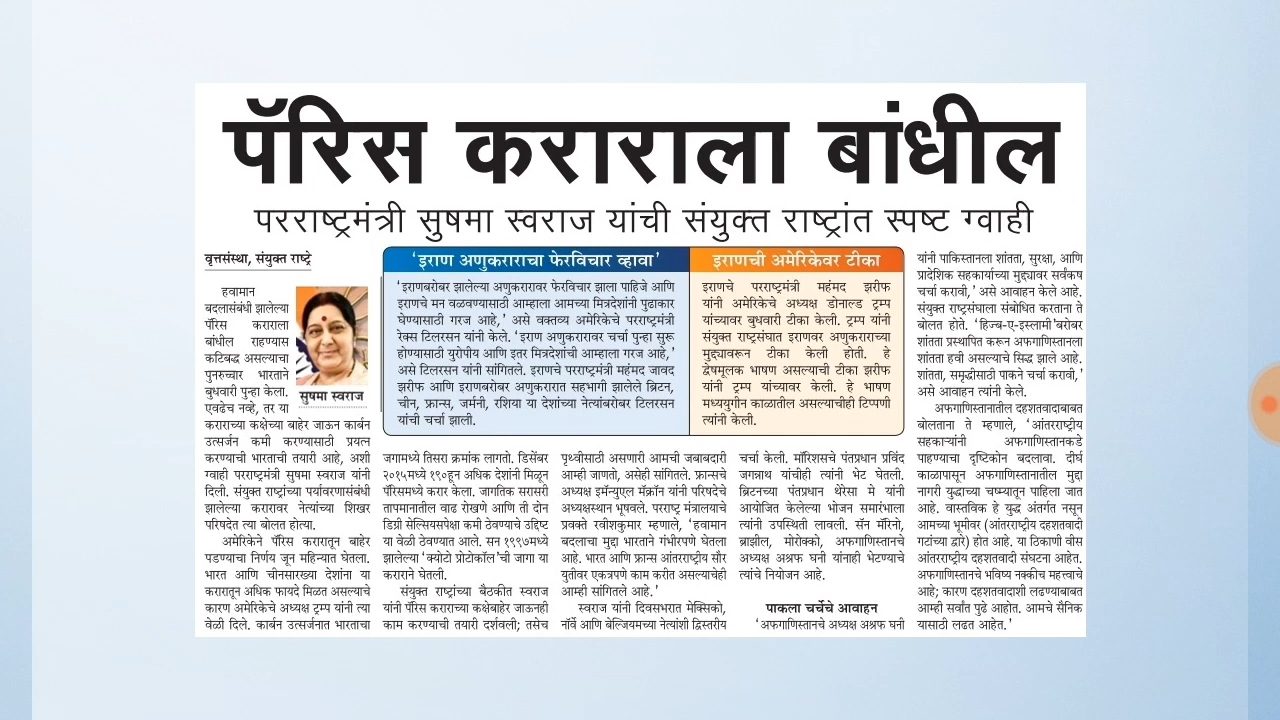 पॅरिस कराराला बांधील
परराष्ट्रमंत्री सुषमा स्वराज यांची संयुक्त राष्ट्रांत स्पष्ट ग्वाही
वृत्तसंस्था, संयुक्त राष्ट्रे
हवामान
बदलासंबंधी झालेल्या
पॅरिस कराराला
बांधील राहण्यास
कटिबद्ध असल्याचा
पुनरुच्चार भारताने
बुधवारी पुन्हा केला.
एवढेच नव्हे, तर या
सुषमा स्वराज
कराराच्या कक्षेच्या बाहेर जाऊन कार्बन
उत्सर्जन कमी करण्यासाठी प्रयत्न
करण्याची भारताची तयारी आहे, अशी
ग्वाही परराष्ट्रमंत्री सुषमा स्वराज यांनी
दिली. संयुक्त राष्ट्रांच्या पर्यावरणासंबंधी
झालेल्या करारावर नेत्यांच्या शिखर
परिषदेत त्या बोलत होत्या.
अमेरिकेने पॅरिस करारातून बाहेर
पडण्याचा निर्णय जून महिन्यात घेतला.
भारत आणि चीनसारख्या देशांना या
करारातून अधिक फायदे मिळत असल्याचे
कारण अमेरिकेचे अध्यक्ष ट्रम्प यांनी त्या
वेळी दिले. कार्बन उत्सर्जनात भारताचा
‘इराण अणुकराराचा फेरविचार व्हावा’
‘इराणबरोबर झालेल्या अणुकरारावर फेरविचार झाला पाहिजे आणि
इराणचे मन वळवण्यासाठी आम्हाला आमच्या मित्रदेशांनी पुढाकार
घेण्यासाठी गरज आहे,’ असे वक्तव्य अमेरिकेचे परराष्ट्रमंत्री
रेक्स टिलरसन यांनी केले. ‘इराण अणुकरारावर चर्चा पुन्हा सुरू
होण्यासाठी युरोपीय आणि इतर मित्रदेशांची आम्हाला गरज आहे,’
असे टिलरसन यांनी सांगितले. इराणचे परराष्ट्रमंत्री महंमद जावद
झरीफ आणि इराणबरोबर अणुकरारात सहभागी झालेले ब्रिटन,
चीन, फ्रान्स, जर्मनी, रशिया या देशांच्या नेत्यांबरोबर टिलरसन
यांची चर्चा झाली.
इराणची अमेरिकेवर टीका
इराणचे परराष्ट्रमंत्री महंमद झरीफ
यांनी अमेरिकेचे अध्यक्ष डोनाल्ड ट्रम्प
यांच्यावर बुधवारी टीका केली. ट्रम्प यांनी
संयुक्त राष्ट्रसंघात इराणवर अणुकराराच्या
मुद्द्यावरून टीका केली होती. हे
द्वेषमूलक भाषण असल्याची टीका झरीफ
यांनी ट्रम्प यांच्यावर केली. हे भाषण
मध्ययुगीन काळातील असल्याचीही टिप्पणी
त्यांनी केली.
जगामध्ये तिसरा क्रमांक लागतो. डिसेंबर
२०१५मध्ये १९०हून अधिक देशांनी मिळून
पॅरिसमध्ये करार केला. जागतिक सरासरी
तापमानातील वाढ रोखणे आणि ती दोन
डिग्री सेल्सियसपेक्षा कमी ठेवण्याचे उद्दिष्ट
या वेळी ठेवण्यात आले. सन १९९७मध्ये
झालेल्या ‘क्योटो प्रोटोकॉल’ची जागा या
कराराने घेतली.
संयुक्त राष्ट्रांच्या बैठकीत स्वराज
यांनी पॅरिस कराराच्या कक्षेबाहेर जाऊनही
काम करण्याची तयारी दर्शवली; तसेच
पृथ्वीसाठी असणारी आमची जबाबदारी
आम्ही जाणतो, असेही सांगितले. फ्रान्सचे
अध्यक्ष इमॅन्युएल मॅक्रॉन यांनी परिषदेचे
अध्यक्षस्थान भूषवले. परराष्ट्र मंत्रालयाचे
प्रवक्ते रवीशकुमार म्हणाले, ‘हवामान
बदलाचा मुद्दा भारताने गंभीरपणे घेतला
आहे. भारत आणि फ्रान्स आंतरराष्ट्रीय सौर
युतीवर एकत्रपणे काम करीत असल्याचेही
आम्ही सांगितले आहे.’
स्वराज यांनी दिवसभरात मेक्सिको,
नॉर्वे आणि बेल्जियमच्या नेत्यांशी द्विस्तरीय
चर्चा केली. मॉरिशसचे पंतप्रधान प्रविंद
जगन्नाथ यांचीही त्यांनी भेट घेतली.
ब्रिटनच्या पंतप्रधान थेरेसा मे यांनी
आयोजित केलेल्या भोजन समारंभाला
त्यांनी उपस्थिती लावली. सॅन मॅरिनो,
ब्राझील, मोरोक्को, अफगाणिस्तानचे
अध्यक्ष अश्रफ घनी यांनाही भेटण्याचे
त्यांचे नियोजन आहे.
पाकला चर्चेचे आवाहन
‘अफगाणिस्तानचे अध्यक्ष अश्रफ घनी
यांनी पाकिस्तानला शांतता, सुरक्षा, आणि
प्रादेशिक सहकार्याच्या मुद्द्यावर सर्वंकष
चर्चा करावी,’ असे आवाहन केले आहे.
संयुक्त राष्ट्रसंघाला संबोधित करताना ते
बोलत होते. ‘हिज्ब-ए-इस्लामी’बरोबर
शांतता प्रस्थापित करून अफगाणिस्तानला
शांतता हवी असल्याचे सिद्ध झाले आहे.
शांतता, समृद्धीसाठी पाकने चर्चा करावी,’
असे आवाहन त्यांनी केले.
अफगाणिस्तानातील दहशतवादाबाबत
बोलताना ते म्हणाले, ‘आंतरराष्ट्रीय
सहकाऱ्यांनी अफगाणिस्तानकडे
पाहण्याचा दृष्टिकोन बदलावा. दीर्घ
काळापासून अफगाणिस्तानातील मुद्दा
नागरी युद्धाच्या चष्म्यातून पाहिला जात
आहे. वास्तविक हे युद्ध अंतर्गत नसून
आमच्या भूमीवर (आंतरराष्ट्रीय दहशतवादी
गटांच्या द्वारे) होत आहे. या ठिकाणी वीस
आंतरराष्ट्रीय दहशतवादी संघटना आहेत.
अफगाणिस्तानचे भविष्य नक्कीच महत्त्वाचे
आहे; कारण दहशतवादाशी लढण्याबाबत
आम्ही सर्वांत पुढे आहोत. आमचे सैनिक
यासाठी लढत आहेत.’